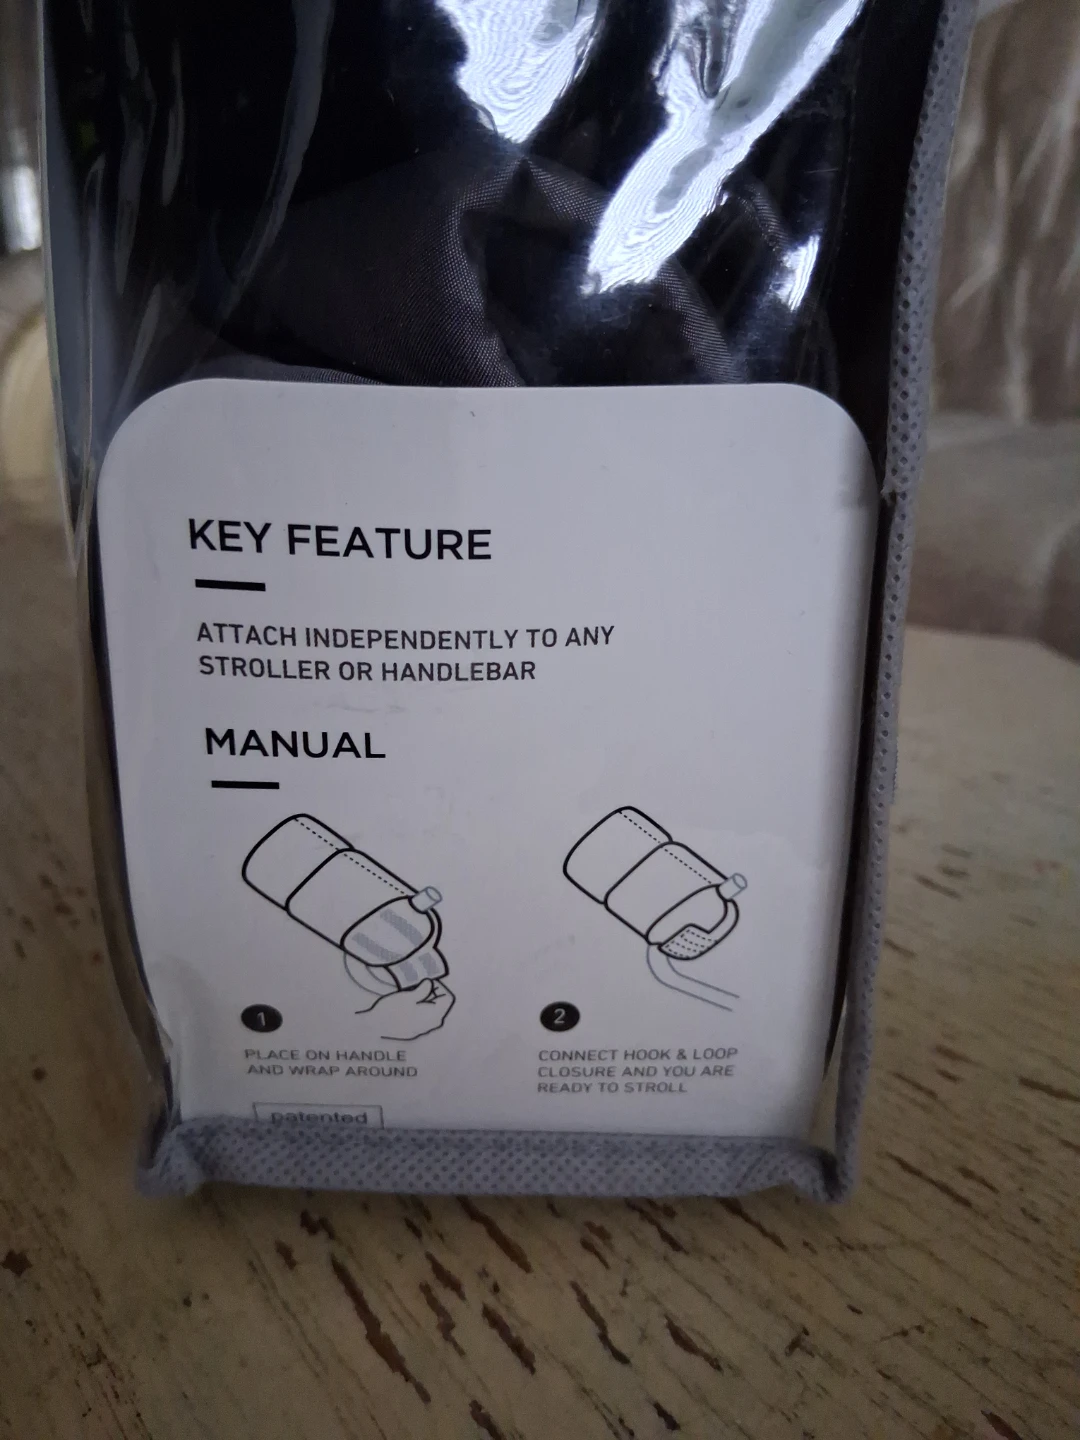 KEY FEATURE
ATTACH INDEPENDENTLY TO ANY
STROLLER OR HANDLEBAR
MANUAL
1
PLACE ON HANDLE
AND WRAP AROUND
2
CONNECT HOOK & LOOP
CLOSURE AND YOU ARE
READY TO STROLL
patented